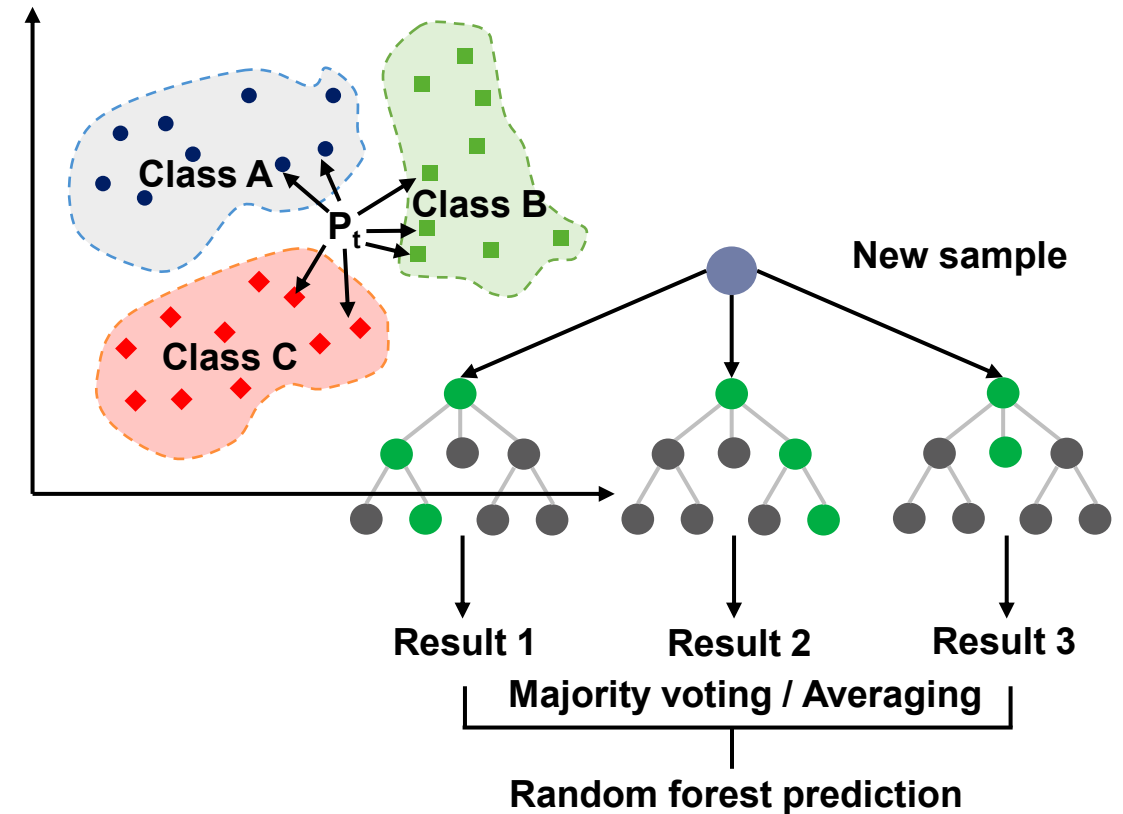 Class A
Class B
Pt
Class C
New sample
Result 1
Result 2
Result 3
Majority voting / Averaging
Random forest prediction